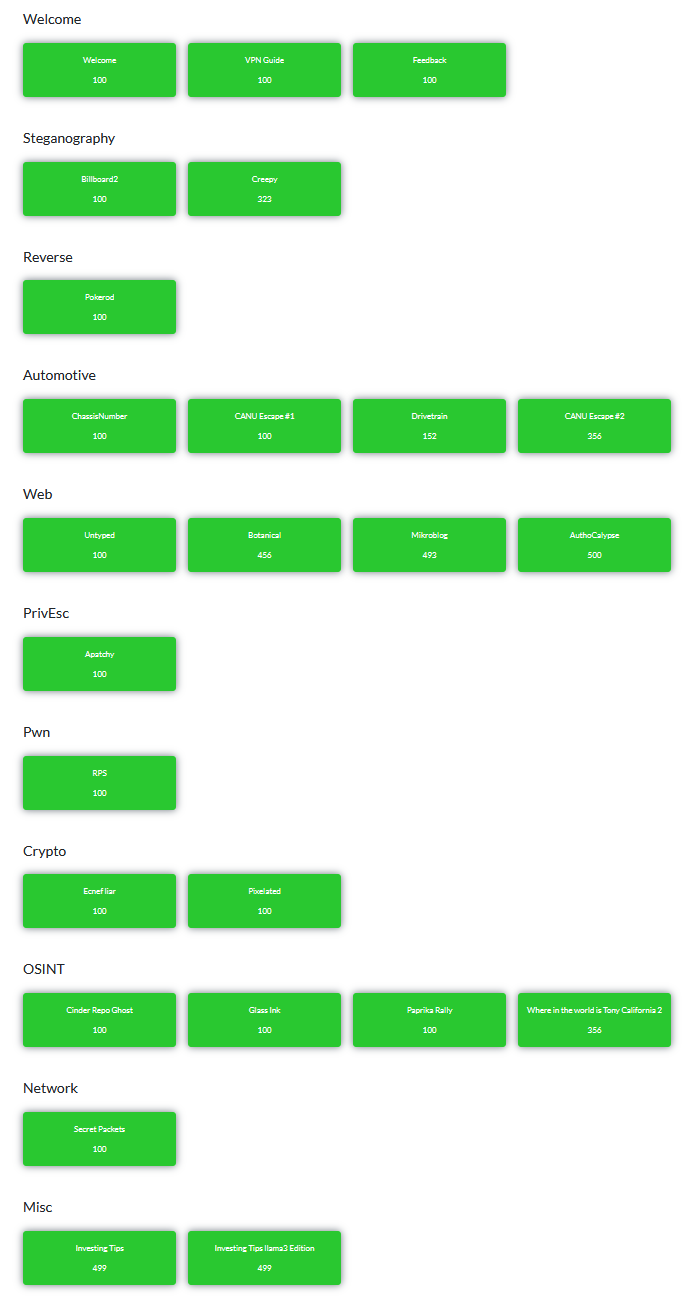 Welcome
Welcome
100
VPN Guide
100
Feedback
100
Steganography
Billboard2
100
Creepy
323
Reverse
Pokerod
100
Automotive
ChassisNumber
100
CANU Escape #1
100
Drivetrain
152
CANU Escape #2
356
Web
Untyped
100
Botanical
456
Mikroblog
493
AuthoCalypse
500
PrivEsc
Apatchy
100
Pwn
RPS
100
Crypto
Ecnef liar
100
Pixelated
100
OSINT
Cinder Repo Ghost
100
Glass Ink
100
Paprika Rally
100
Where in the world is Tony California 2
356
Network
Secret Packets
100
Misc
Investing Tips
499
Investing Tips llama3 Edition
499